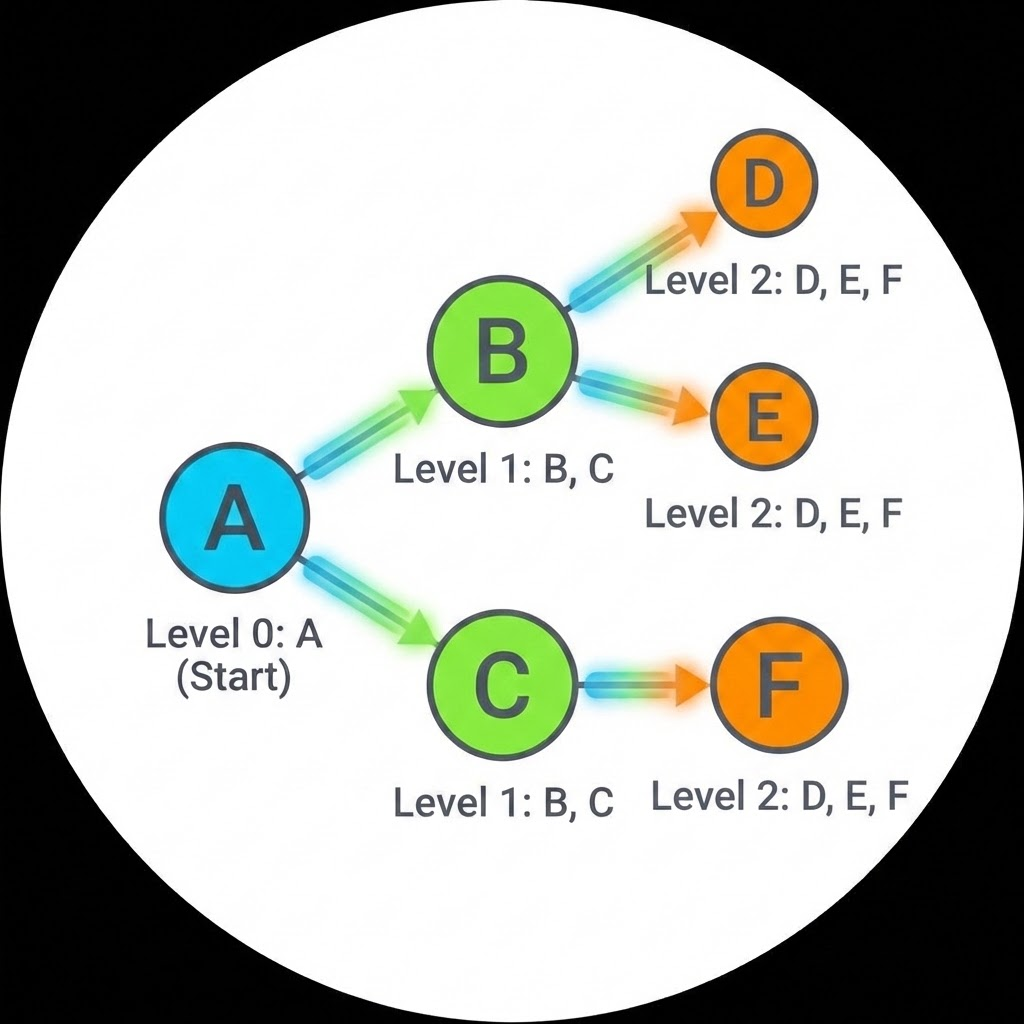 D
Level 2: D, E, F
B
Level 1: B, C
E
Level 2: D, E, F
A
Level 0: A
(Start)
C
Level 1: B, C
F
Level 2: D, E, F